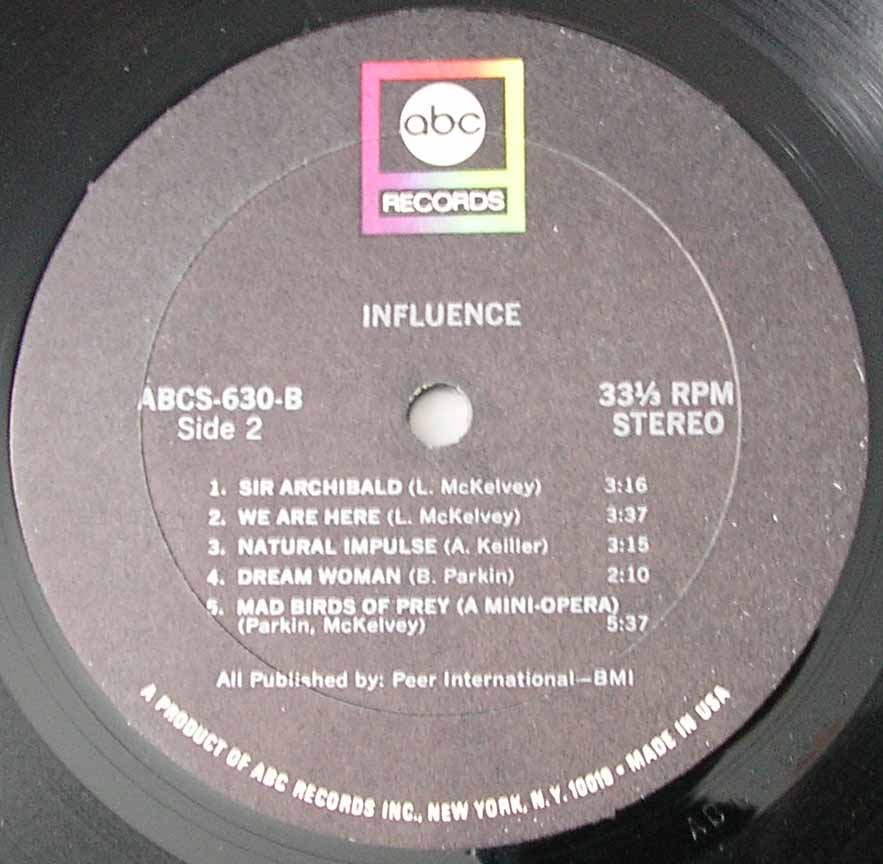 abc
RECORDS
INFLUENCE
ABCS-630-B
Side 2
33⅓ RPM
STEREO
1. SIR ARCHIBALD (L. McKelvey) 3:16
2. WE ARE HERE (L. McKelvey) 3:37
3. NATURAL IMPULSE (A. Keiller) 3:15
4. DREAM WOMAN (B. Parkin) 2:10
5. MAD BIRDS OF PREY (A MINI-OPERA)
(Parkin, McKelvey) 5:37
All Published by: Peer International—BMI
A PRODUCT OF ABC RECORDS INC., NEW YORK, N.Y. 10019 • MADE IN USA